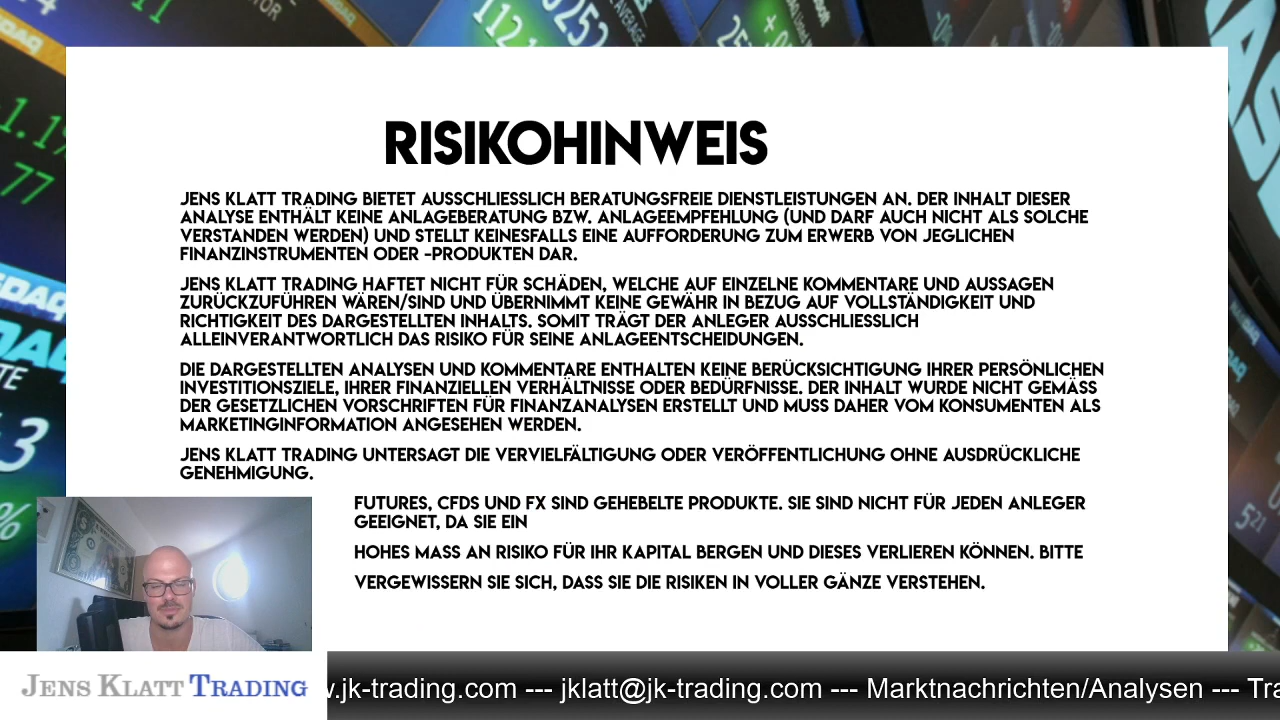 RISIKOHINWEIS
JENS KLATT TRADING BIETET AUSSCHLIESSLICH BERATUNGSFREIE DIENSTLEISTUNGEN AN. DER INHALT DIESER
ANALYSE ENTHÄLT KEINE ANLAGEBERATUNG BZW. ANLAGEEMPFEHLUNG (UND DARF AUCH NICHT ALS SOLCHE
VERSTANDEN WERDEN) UND STELLT KEINESFALLS EINE AUFFORDERUNG ZUM ERWERB VON JEGLICHEN
FINANZINSTRUMENTEN ODER -PRODUKTEN DAR.
JENS KLATT TRADING HAFTET NICHT FÜR SCHÄDEN, WELCHE AUF EINZELNE KOMMENTARE UND AUSSAGEN
ZURÜCKZUFÜHREN WÄREN/SIND UND ÜBERNIMMT KEINE GEWÄHR IN BEZUG AUF VOLLSTÄNDIGKEIT UND
RICHTIGKEIT DES DARGESTELLTEN INHALTS. SOMIT TRÄGT DER ANLEGER AUSSCHLIESSLICH
ALLEINVERANTWORTLICH DAS RISIKO FÜR SEINE ANLAGEENTSCHEIDUNGEN.
DIE DARGESTELLTEN ANALYSEN UND KOMMENTARE ENTHALTEN KEINE BERÜCKSICHTIGUNG IHRER PERSÖNLICHEN
INVESTITIONSZIELE, IHRER FINANZIELLEN VERHÄLTNISSE ODER BEDÜRFNISSE. DER INHALT WURDE NICHT GEMÄSS
DER GESETZLICHEN VORSCHRIFTEN FÜR FINANZANALYSEN ERSTELLT UND MUSS DAHER VOM KONSUMENTEN ALS
MARKETINGINFORMATION ANGESEHEN WERDEN.
JENS KLATT TRADING UNTERSAGT DIE VERVIELFÄLTIGUNG ODER VERÖFFENTLICHUNG OHNE AUSDRÜCKLICHE
GENEHMIGUNG.
FUTURES, CFDS UND FX SIND GEHEBELTE PRODUKTE. SIE SIND NICHT FÜR JEDEN ANLEGER
GEEIGNET, DA SIE EIN
HOHES MASS AN RISIKO FÜR IHR KAPITAL BERGEN UND DIESES VERLIEREN KÖNNEN. BITTE
VERGEWISSERN SIE SICH, DASS SIE DIE RISIKEN IN VOLLER GÄNZE VERSTEHEN.
JENS KLATT TRADING
.jk-trading.com --- jklatt@jk-trading.com --- Marktnachrichten/Analysen ---